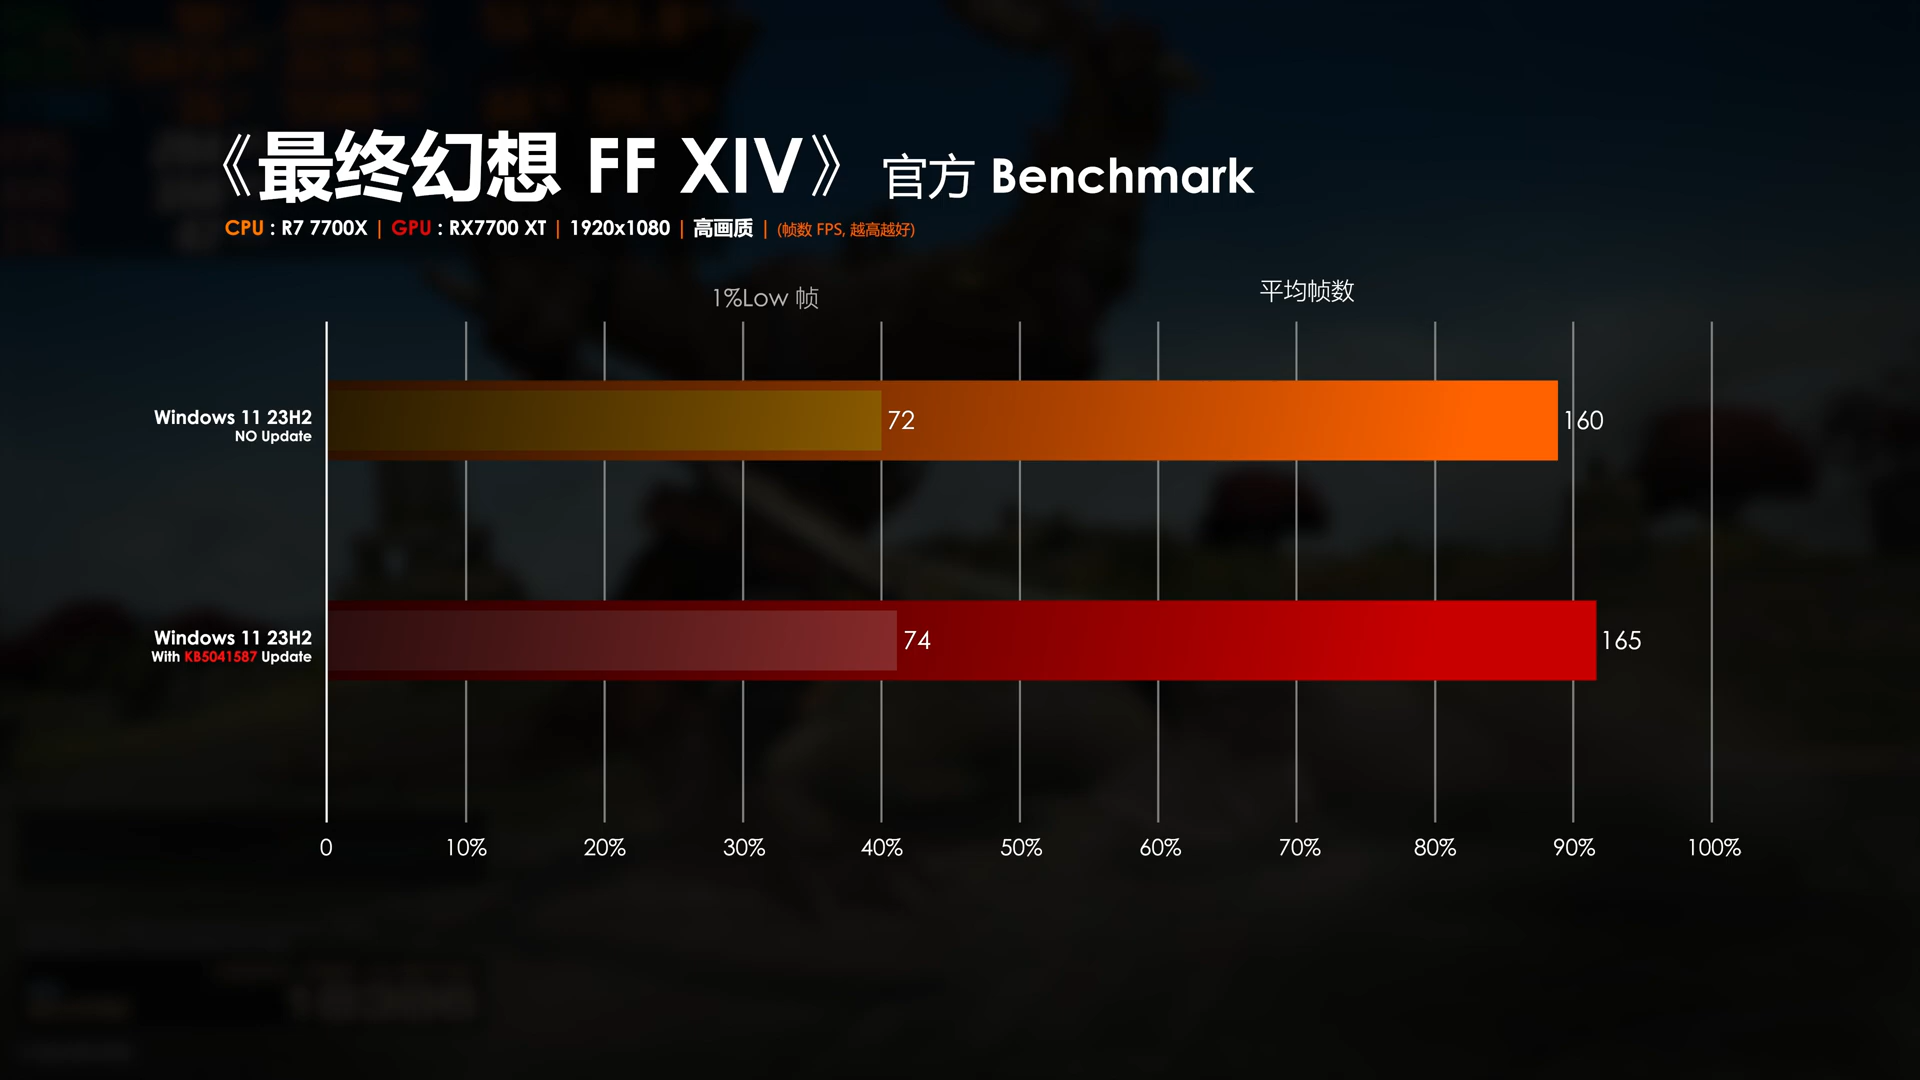 《最终幻想 FF XIV》 官方 Benchmark
CPU : R7 7700X | GPU : RX7700 XT | 1920x1080 | 高画质 | (帧数 FPS, 越高越好)
1%Low 帧 平均帧数
Windows 11 23H2
NO Update
72 160
Windows 11 23H2
With KB5041587 Update
74 165
0 10% 20% 30% 40% 50% 60% 70% 80% 90% 100%